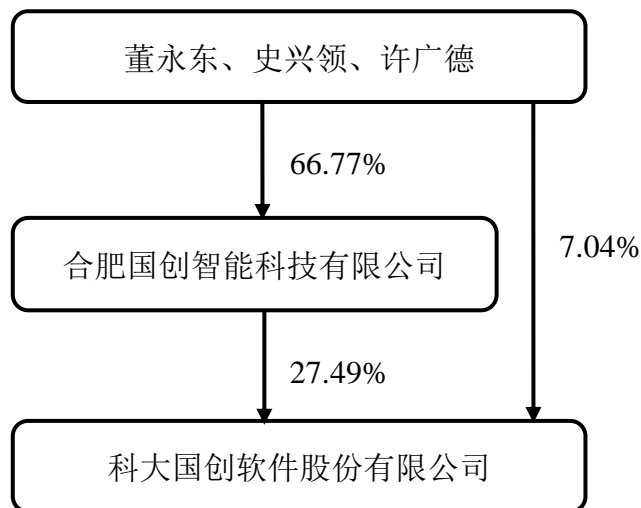 董永东、史兴领、许广德
66.77%
合肥国创智能科技有限公司
7.04%
27.49%
科大国创软件股份有限公司